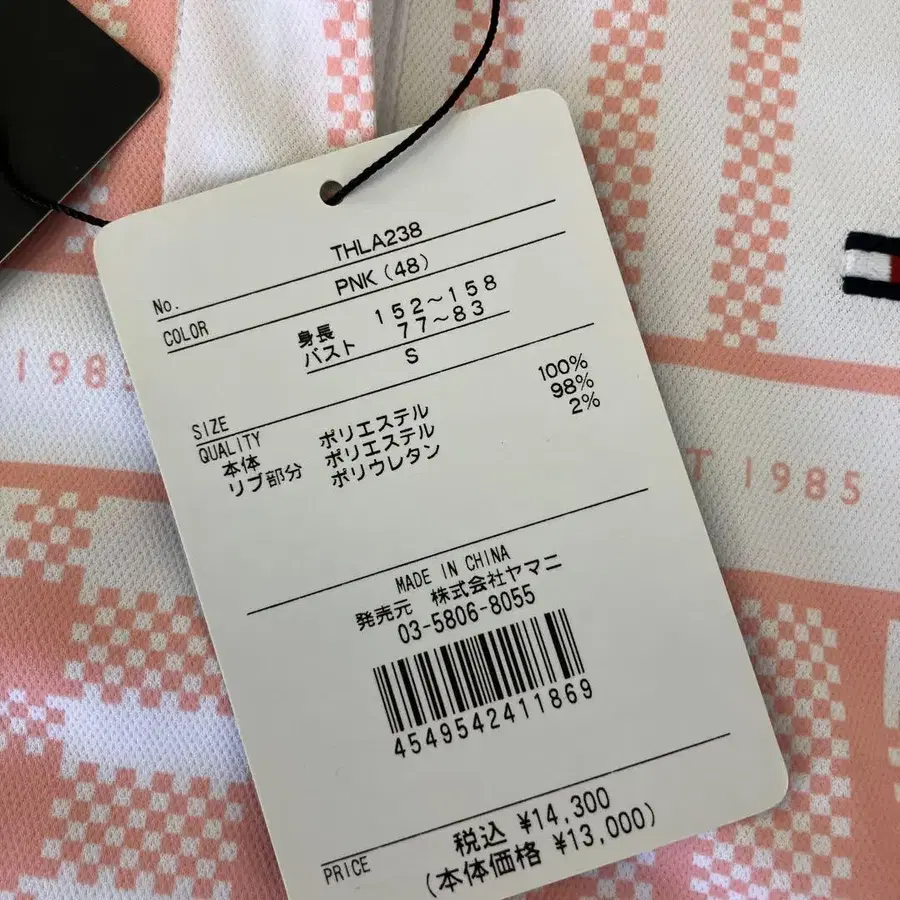 No. THLA238
COLOR PNK (48)
身長 152~158
バスト 77~83
SIZE S
QUALITY
本体 ポリエステル 100%
リブ部分 ポリエステル 98%
ポリウレタン 2%
MADE IN CHINA
発売元 株式会社ヤマニ
03-5806-8055
4549542411869
PRICE 税込 ¥14,300
(本体価格 ¥13,000)
1985
1985